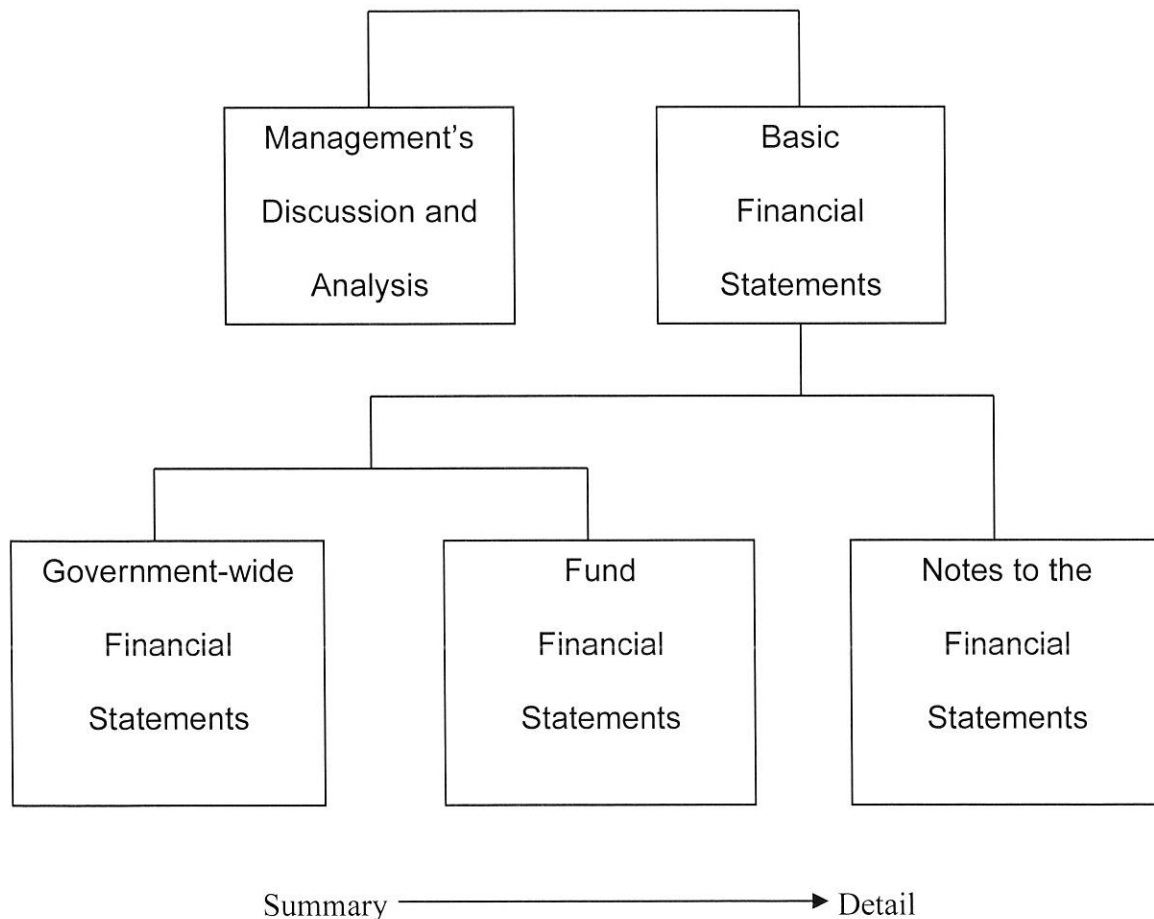 Management's
Discussion and
Analysis
Basic
Financial
Statements
Government-wide
Financial
Statements
Fund
Financial
Statements
Notes to the
Financial
Statements
Summary
Detail